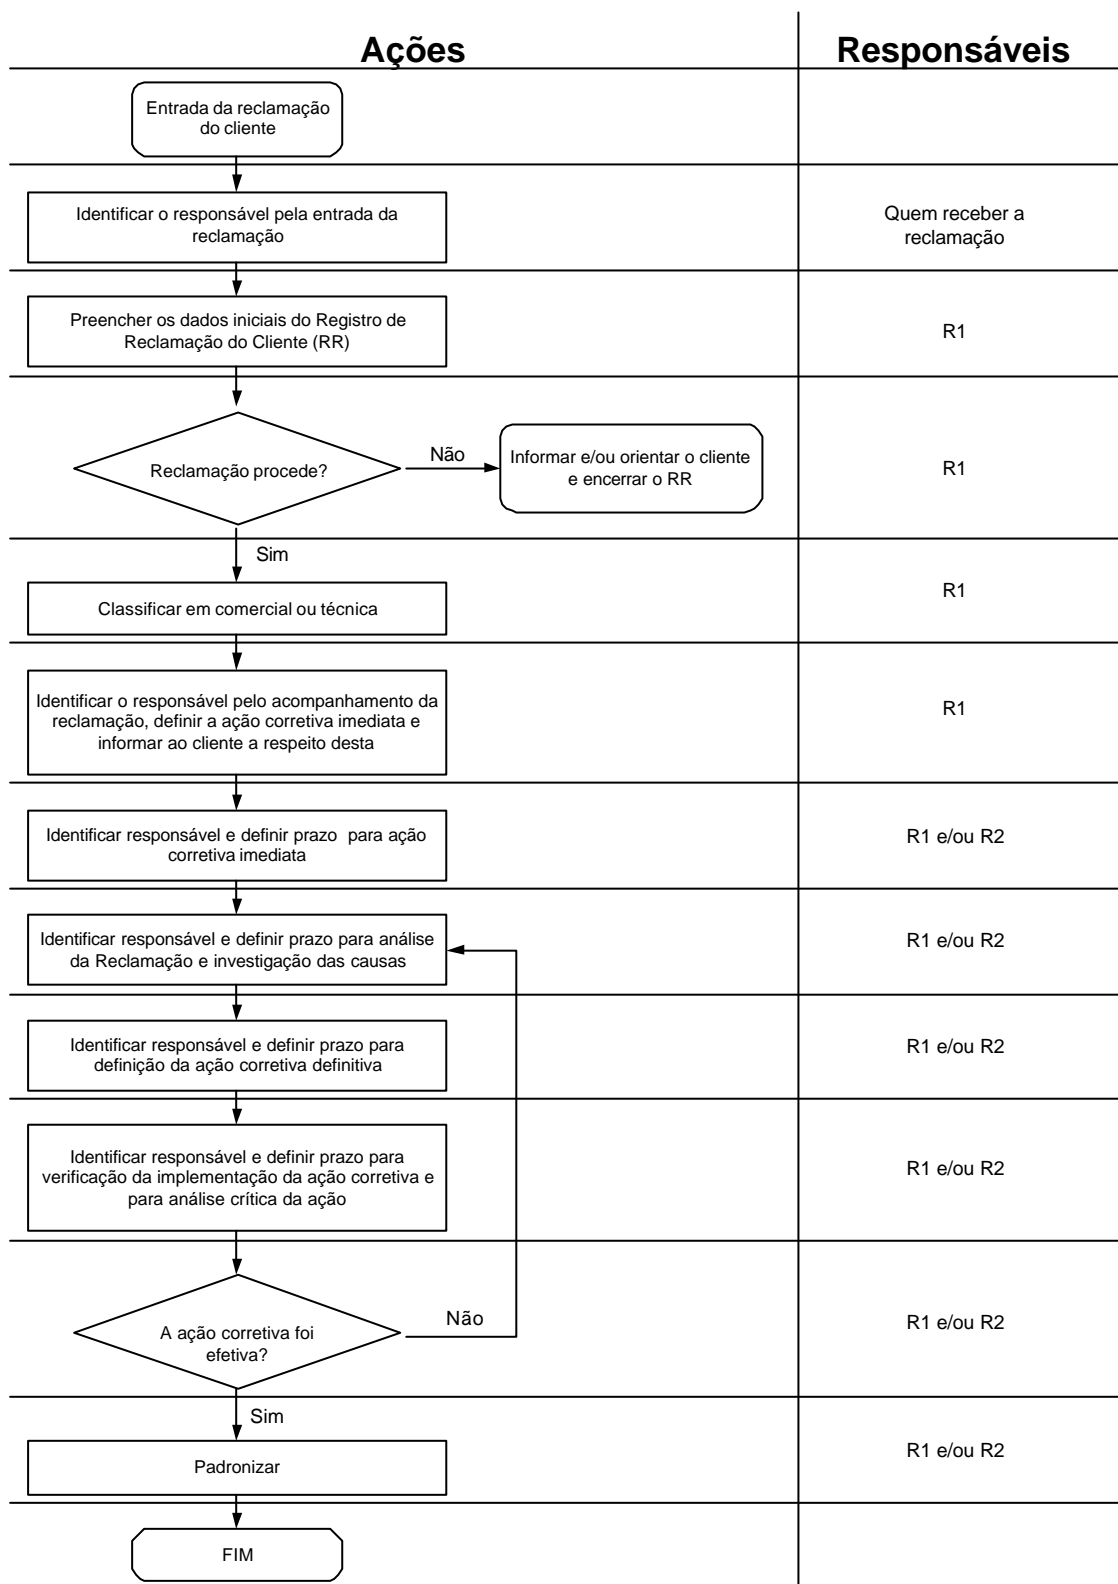 Ações
Responsáveis
Entrada da reclamação
do cliente
Identificar o responsável pela entrada da
reclamação
Quem receber a
reclamação
Preencher os dados iniciais do Registro de
Reclamação do Cliente (RR)
R1
Reclamação procede?
Não
Informar e/ou orientar o cliente
e encerrar o RR
R1
Sim
Classificar em comercial ou técnica
R1
Identificar o responsável pelo acompanhamento da
reclamação, definir a ação corretiva imediata e
informar ao cliente a respeito desta
R1
Identificar responsável e definir prazo para ação
corretiva imediata
R1 e/ou R2
Identificar responsável e definir prazo para análise
da Reclamação e investigação das causas
R1 e/ou R2
Identificar responsável e definir prazo para
definição da ação corretiva definitiva
R1 e/ou R2
Identificar responsável e definir prazo para
verificação da implementação da ação corretiva e
para análise crítica da ação
R1 e/ou R2
A ação corretiva foi
efetiva?
Não
R1 e/ou R2
Sim
Padronizar
R1 e/ou R2
FIM